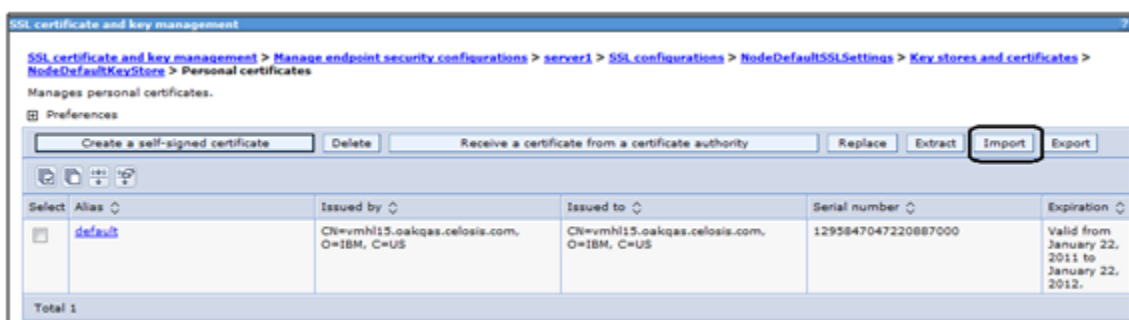 SSL certificate and key management ?
SSL certificate and key management > Manage endpoint security configurations > server1 > SSL configurations > NodeDefaultSSLSettings > Key stores and certificates >
NodeDefaultKeyStore > Personal certificates
Manages personal certificates.
Preferences
Create a self-signed certificate Delete Receive a certificate from a certificate authority Replace Extract Import Export
Select Alias Issued by Issued to Serial number Expiration
default CN=vmhl15.oakqas.celosis.com, CN=vmhl15.oakqas.celosis.com, 1295847047220887000 Valid from
O=IBM, C=US O=IBM, C=US January 22,
2011 to
January 22,
2012.
Total 1